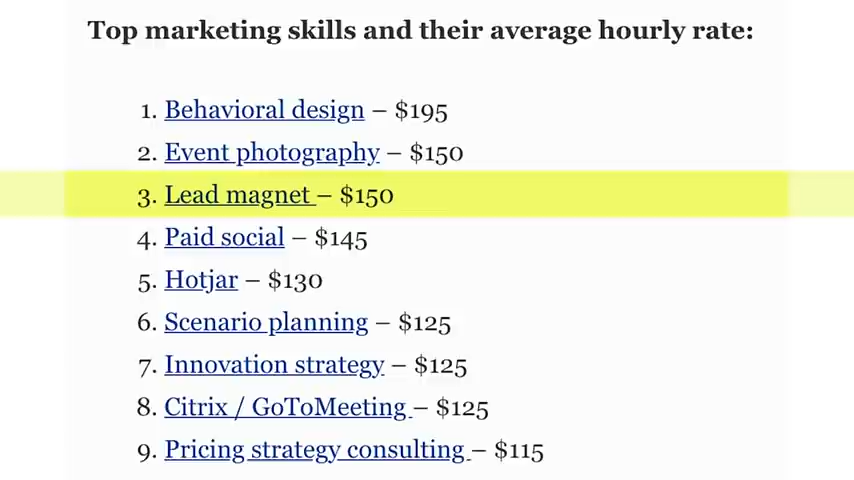 Top marketing skills and their average hourly rate:
1. Behavioral design – $195
2. Event photography – $150
3. Lead magnet – $150
4. Paid social – $145
5. Hotjar – $130
6. Scenario planning – $125
7. Innovation strategy – $125
8. Citrix / GoToMeeting – $125
9. Pricing strategy consulting – $115